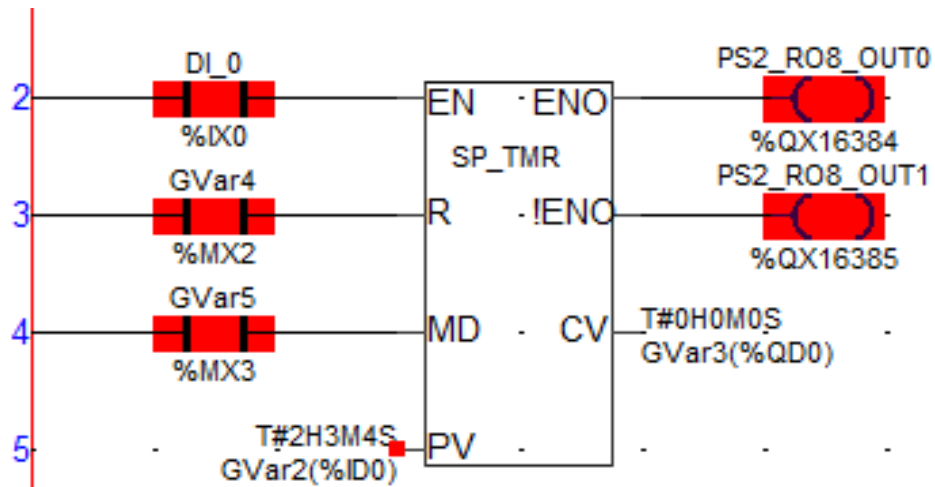 DI_0
PS2_RO8_OUT0
2
EN
ENO
%IX0
SP_TMR
%QX16384
GVar4
PS2_RO8_OUT1
3
R
!ENO
%MX2
%QX16385
GVar5
4
MD
CV
T#0H0M0S
GVar3(%QD0)
%MX3
T#2H3M4S
5
PV
GVar2(%ID0)